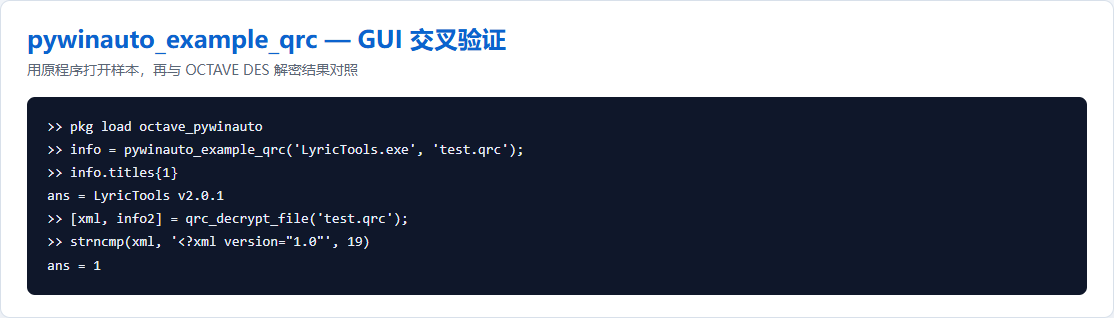 pywinauto_example_qrc — GUI 交叉验证
用原程序打开样本，再与 OCTAVE DES 解密结果对照
>> pkg load octave_pywinauto
>> info = pywinauto_example_qrc('LyricTools.exe', 'test.qrc');
>> info.titles{1}
ans = LyricTools v2.0.1
>> [xml, info2] = qrc_decrypt_file('test.qrc');
>> strncmp(xml, '<?xml version="1.0"', 19)
ans = 1